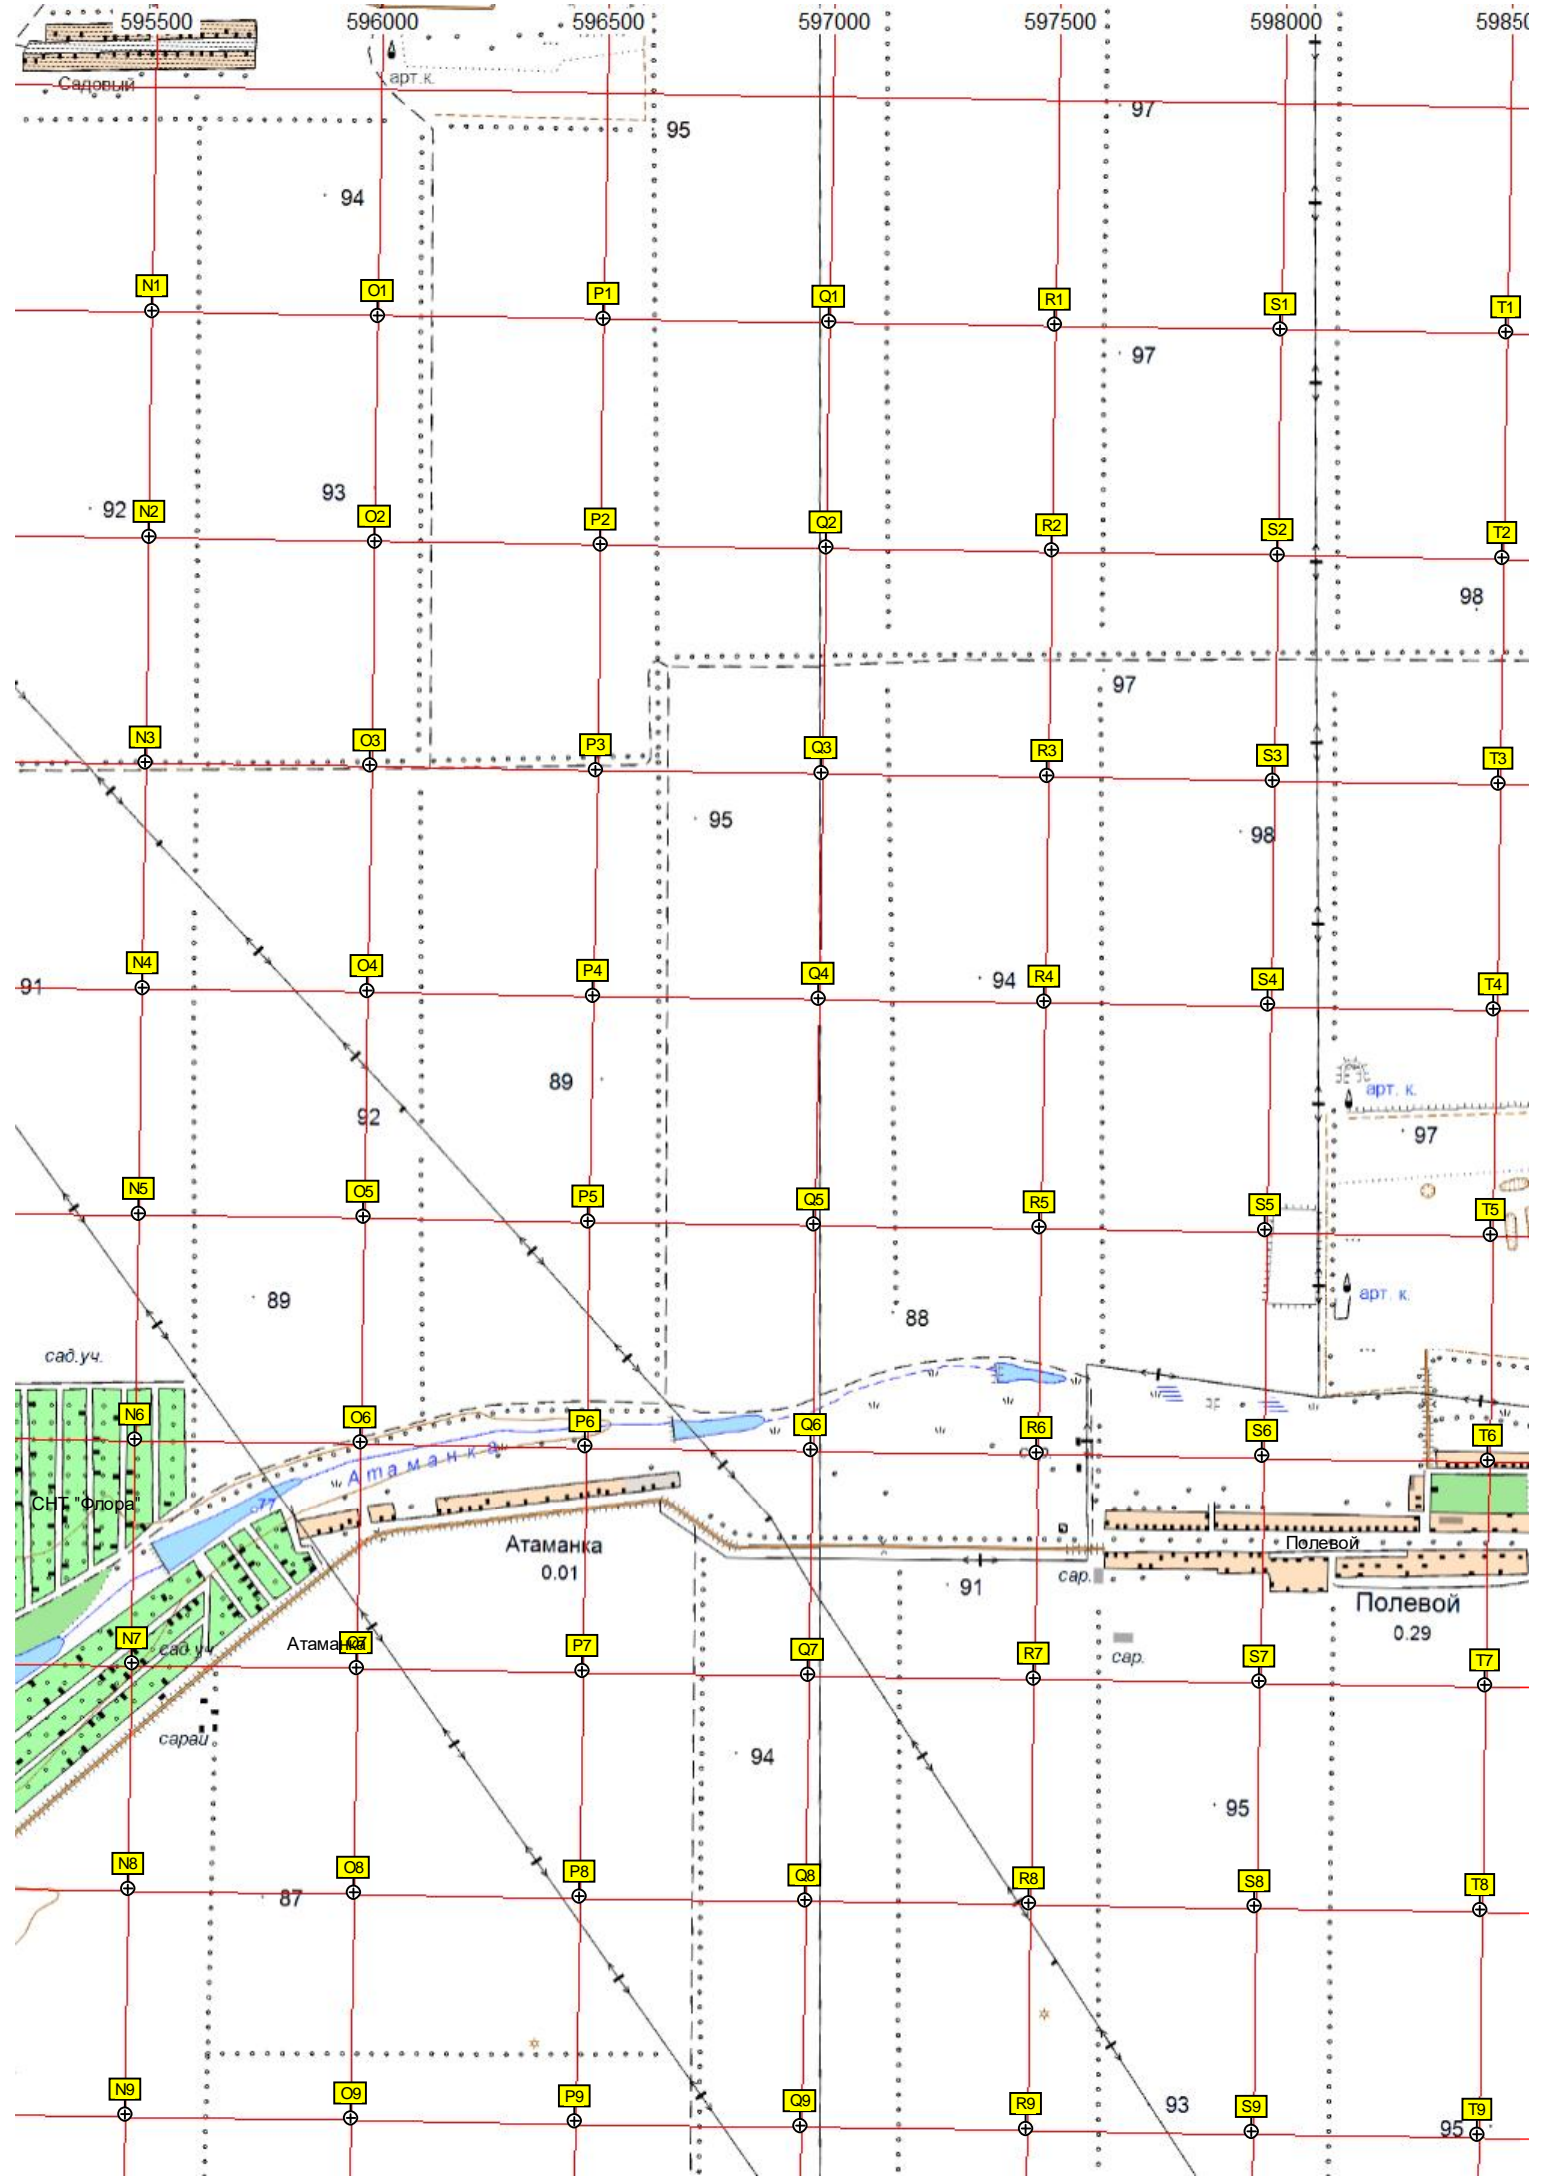 595500 596000 596500 597000 597500 598000 59850
Садовый
арт.к.
97
95
94
N1 O1 P1 Q1 R1 S1 T1
97
93
92 N2 O2 P2 Q2 R2 S2 T2
98
97
N3 O3 P3 Q3 R3 S3 T3
95
98
91 N4 O4 P4 Q4 94 R4 S4 T4
89
арт. к.
92
97
N5 O5 P5 Q5 R5 S5 T5
89
арт. к.
88
сад.уч.
N6 O6 P6 Q6 R6 S6 T6
Атаманка
СНТ "Флора"
77
Атаманка
0.01
Полевой
91
сар.
Полевой
0.29
N7 сад.уч Атаманка O7 P7 Q7 R7 сар. S7 T7
сараи
94
95
N8 O8 P8 Q8 R8 S8 T8
87
N9 O9 P9 Q9 R9 93 S9 95 T9